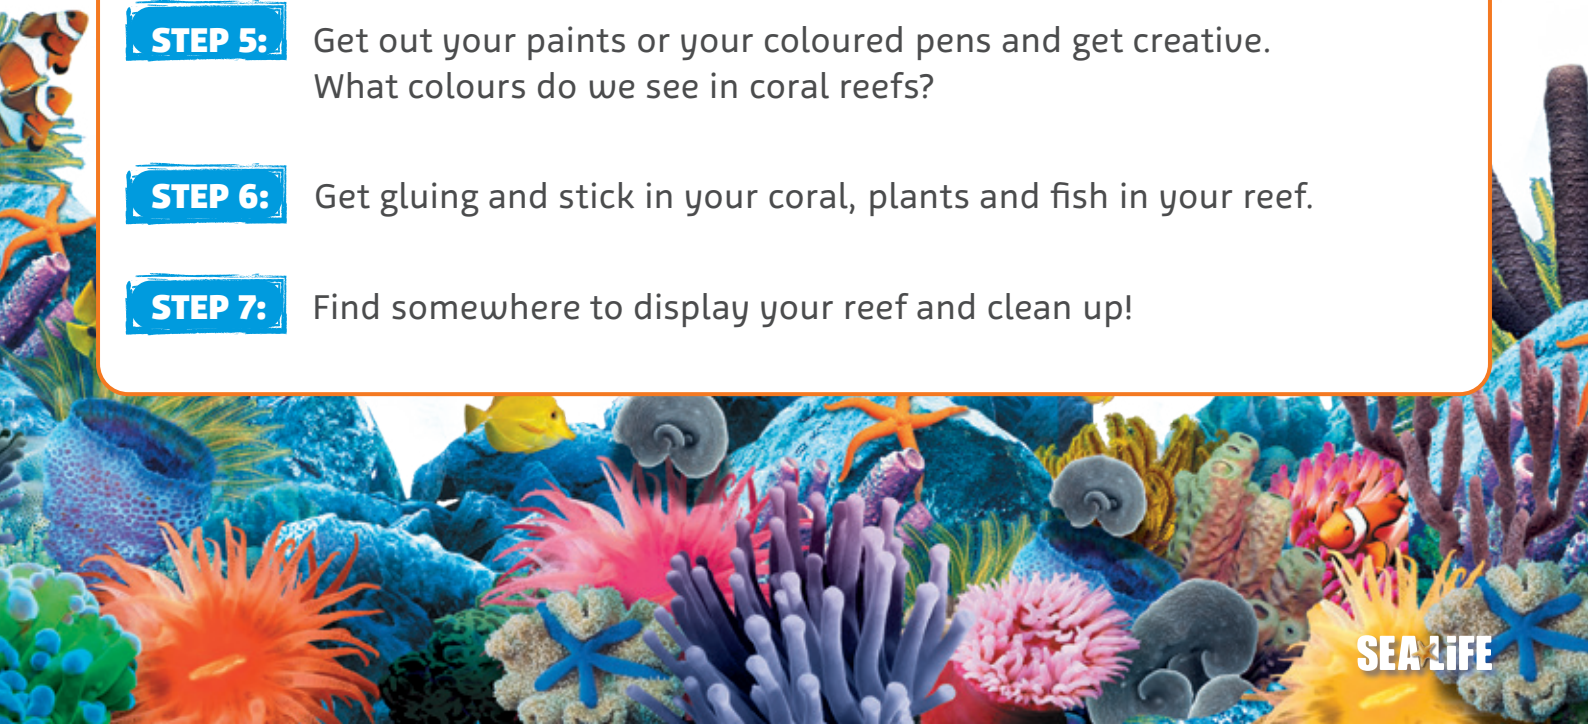 STEP 5: Get out your paints or your coloured pens and get creative.
What colours do we see in coral reefs?
STEP 6: Get gluing and stick in your coral, plants and fish in your reef.
STEP 7: Find somewhere to display your reef and clean up!
SEA LiFE